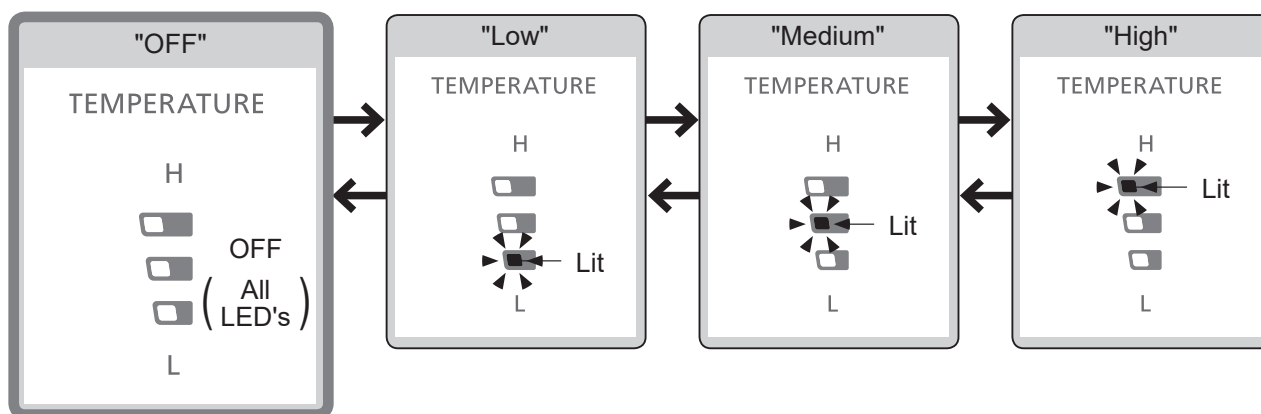 "OFF"
TEMPERATURE
H
OFF
(All
LED's)
L
"Low"
TEMPERATURE
H
Lit
L
"Medium"
TEMPERATURE
H
Lit
L
"High"
TEMPERATURE
H
Lit
L